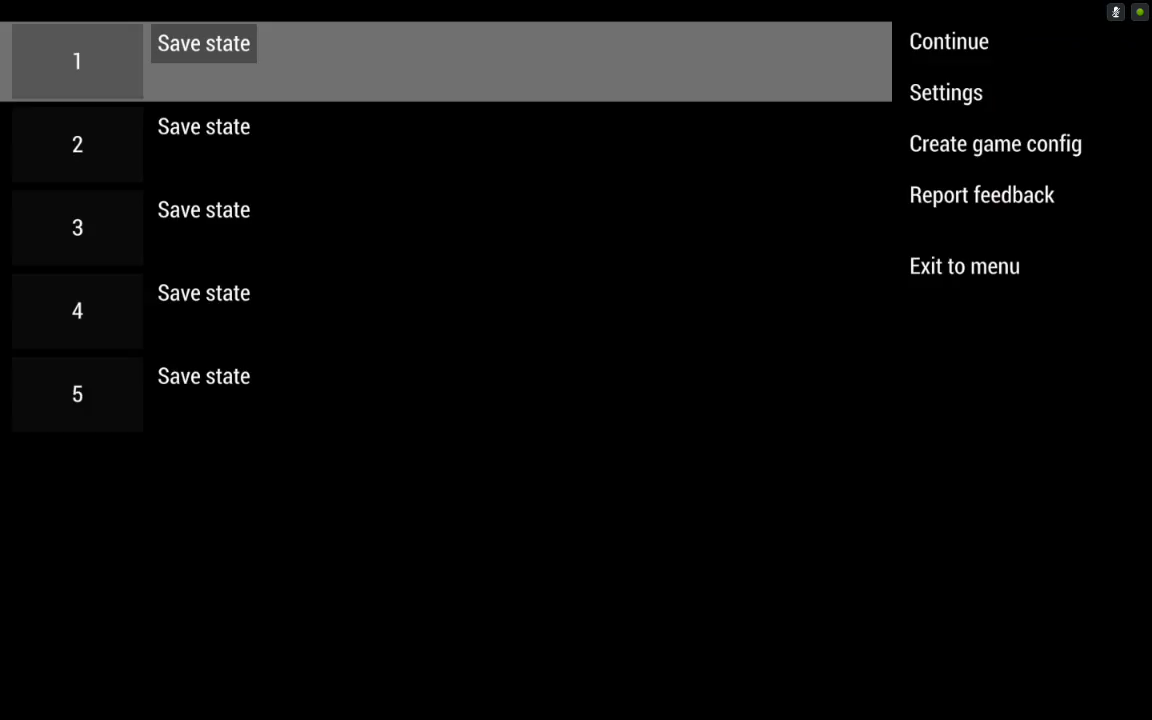 1
Save state
2
Save state
3
Save state
4
Save state
5
Save state
Continue
Settings
Create game config
Report feedback
Exit to menu